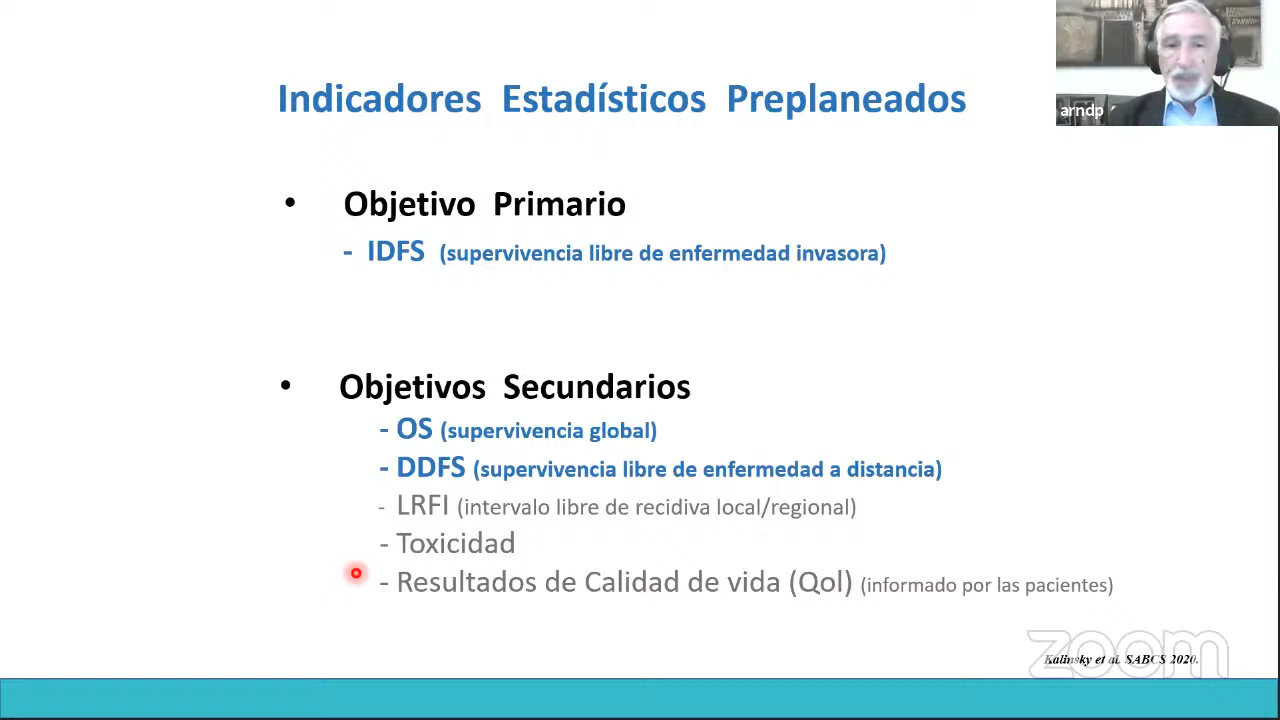 Indicadores Estadísticos Preplaneados
arndp
• Objetivo Primario
- IDFS (supervivencia libre de enfermedad invasora)
• Objetivos Secundarios
- OS (supervivencia global)
- DDFS (supervivencia libre de enfermedad a distancia)
- LRFI (intervalo libre de recidiva local/regional)
- Toxicidad
- Resultados de Calidad de vida (Qol) (informado por las pacientes)
zoom
Kalinsky et al. SABCS 2020.